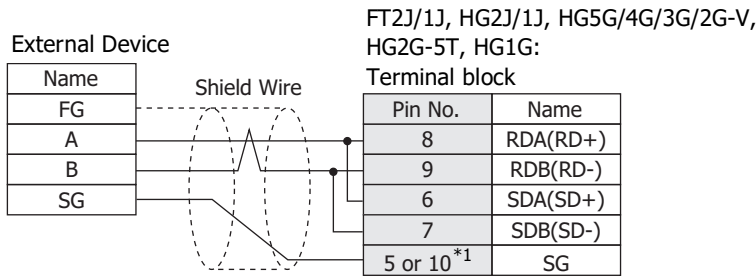 FT2J/1J, HG2J/1J, HG5G/4G/3G/2G-V,
HG2G-5T, HG1G:
External Device
Terminal block
Name
Shield Wire
Pin No. Name
FG
A
8 RDA(RD+)
B
9 RDB(RD-)
SG
6 SDA(SD+)
7 SDB(SD-)
5 or 10*1 SG